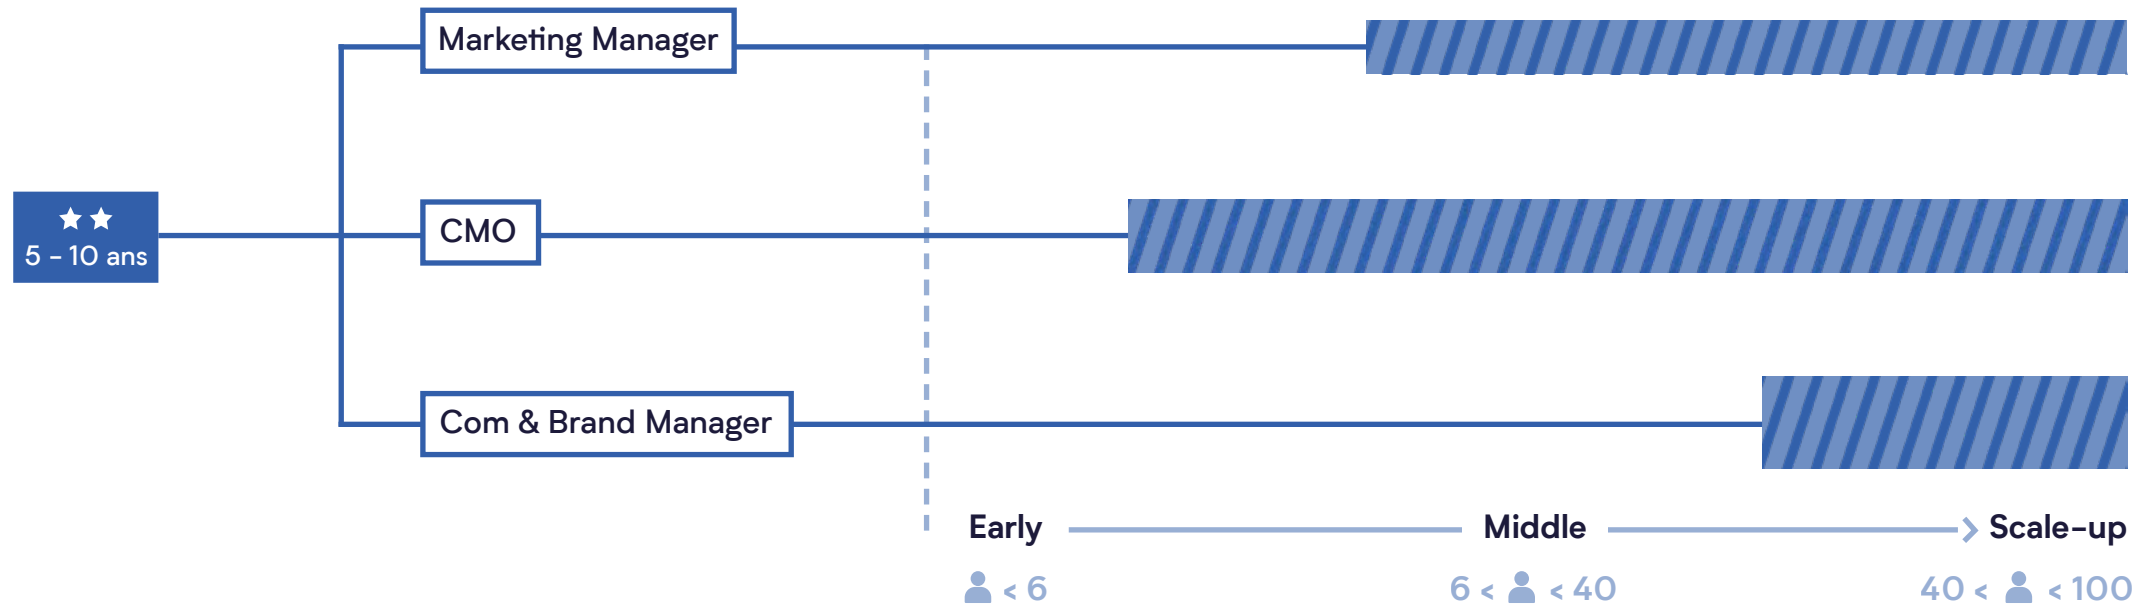 Marketing Manager
★★
5 - 10 ans
CMO
Com & Brand Manager
Early
Middle
Scale-up
< 6
6 < < 40
40 < < 100